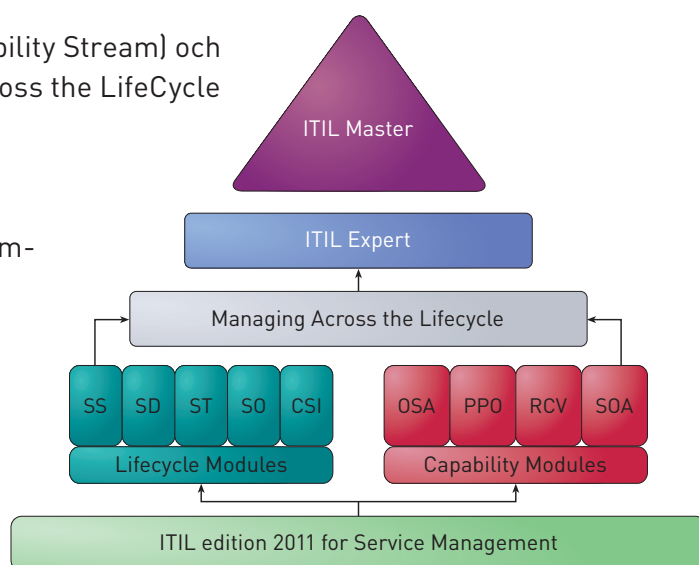 bility Stream) och
oss the LifeCycle
m-
ITIL Master
ITIL Expert
Managing Across the Lifecycle
SS SD ST SO CSI
OSA PPO RCV SOA
Lifecycle Modules
Capability Modules
ITIL edition 2011 for Service Management